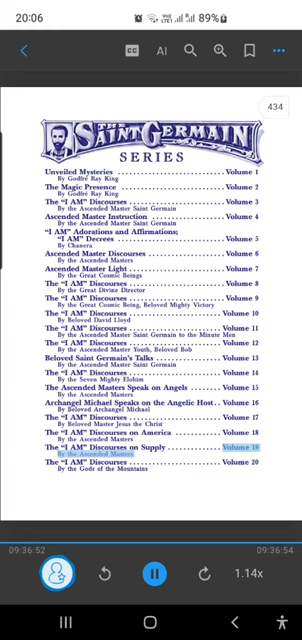 20:06
89%
CC
AI
434
SAINT GERMAIN
SERIES
Unveiled Mysteries ........................ Volume 1
By Godfré Ray King
The Magic Presence ........................ Volume 2
By Godfré Ray King
The "I AM" Discourses ..................... Volume 3
By the Ascended Master Saint Germain
Ascended Master Instruction ............... Volume 4
By the Ascended Master Saint Germain
"I AM" Adorations and Affirmations;
"I AM" Decrees ............................ Volume 5
By Chanera
Ascended Master Discourses ................ Volume 6
By the Ascended Masters
Ascended Master Light ..................... Volume 7
By the Great Cosmic Beings
The "I AM" Discourses ..................... Volume 8
By the Great Divine Director
The "I AM" Discourses ..................... Volume 9
By the Great Cosmic Being, Beloved Mighty Victory
The "I AM" Discourses ..................... Volume 10
By Beloved David Lloyd
The "I AM" Discourses ..................... Volume 11
By the Ascended Master Saint Germain to the Minute Men
The "I AM" Discourses ..................... Volume 12
By the Ascended Master Youth, Beloved Bob
Beloved Saint Germain's Talks ............. Volume 13
By the Ascended Master Saint Germain
The "I AM" Discourses ..................... Volume 14
By the Seven Mighty Elohim
The Ascended Masters Speak on Angels ...... Volume 15
By the Ascended Masters
Archangel Michael Speaks on the Angelic Host.. Volume 16
By Beloved Archangel Michael
The "I AM" Discourses ..................... Volume 17
By Beloved Master Jesus the Christ
The "I AM" Discourses on America .......... Volume 18
By the Ascended Masters
The "I AM" Discourses on Supply ........... Volume 19
By the Ascended Masters
The "I AM" Discourses ..................... Volume 20
By the Gods of the Mountains
09:36:52 09:36:54
1.14x